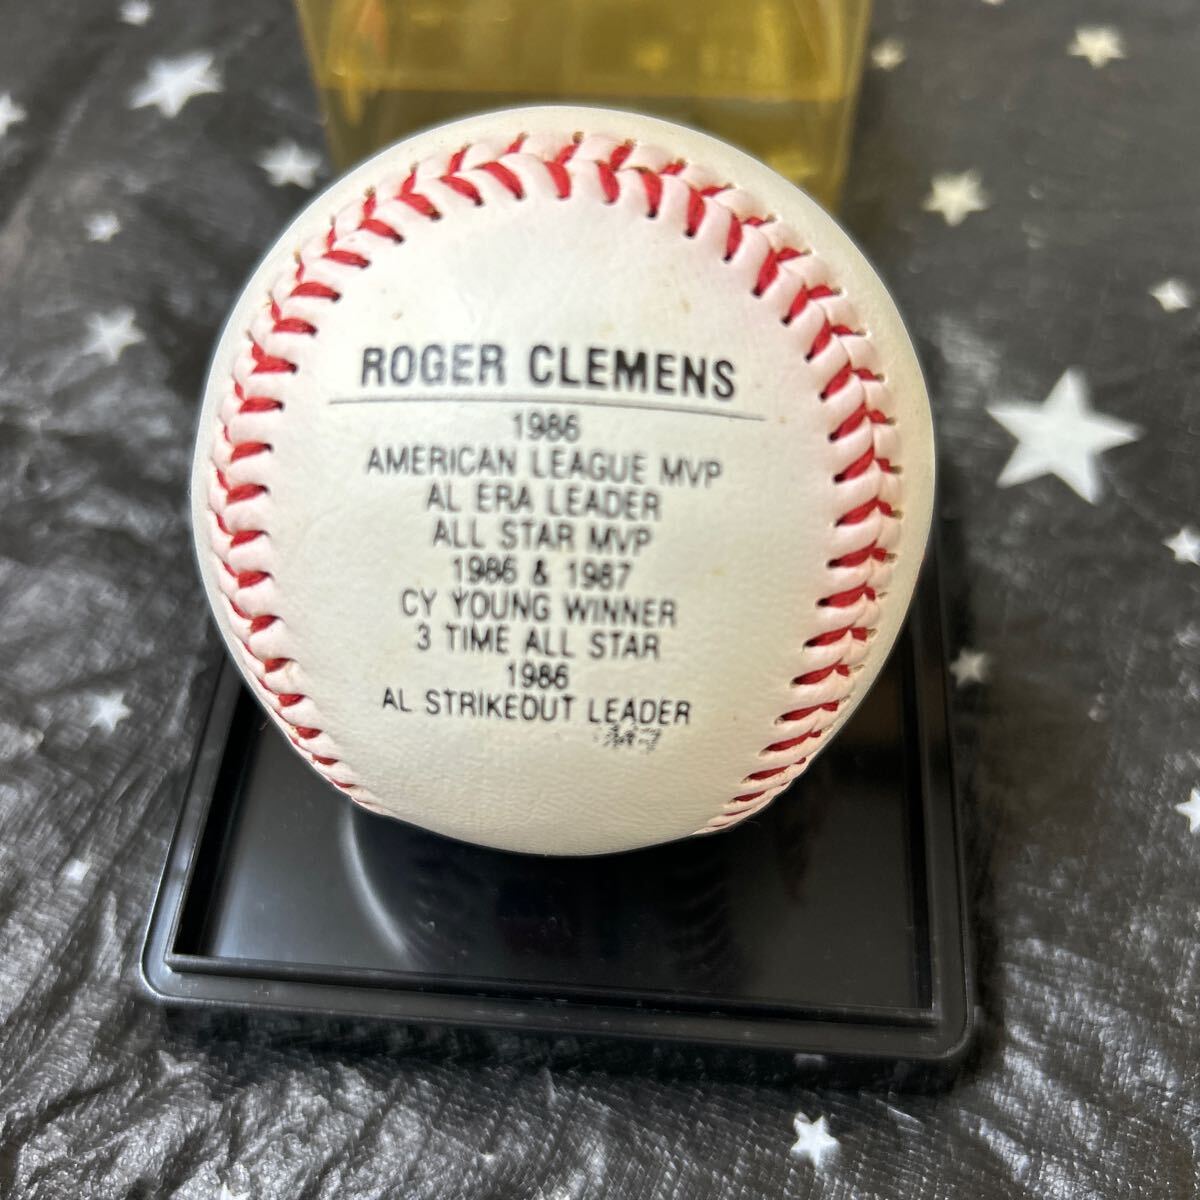 ROGER CLEMENS
1986
AMERICAN LEAGUE MVP
AL ERA LEADER
ALL STAR MVP
1986 & 1987
CY YOUNG WINNER
3 TIME ALL STAR
1986
AL STRIKEOUT LEADER